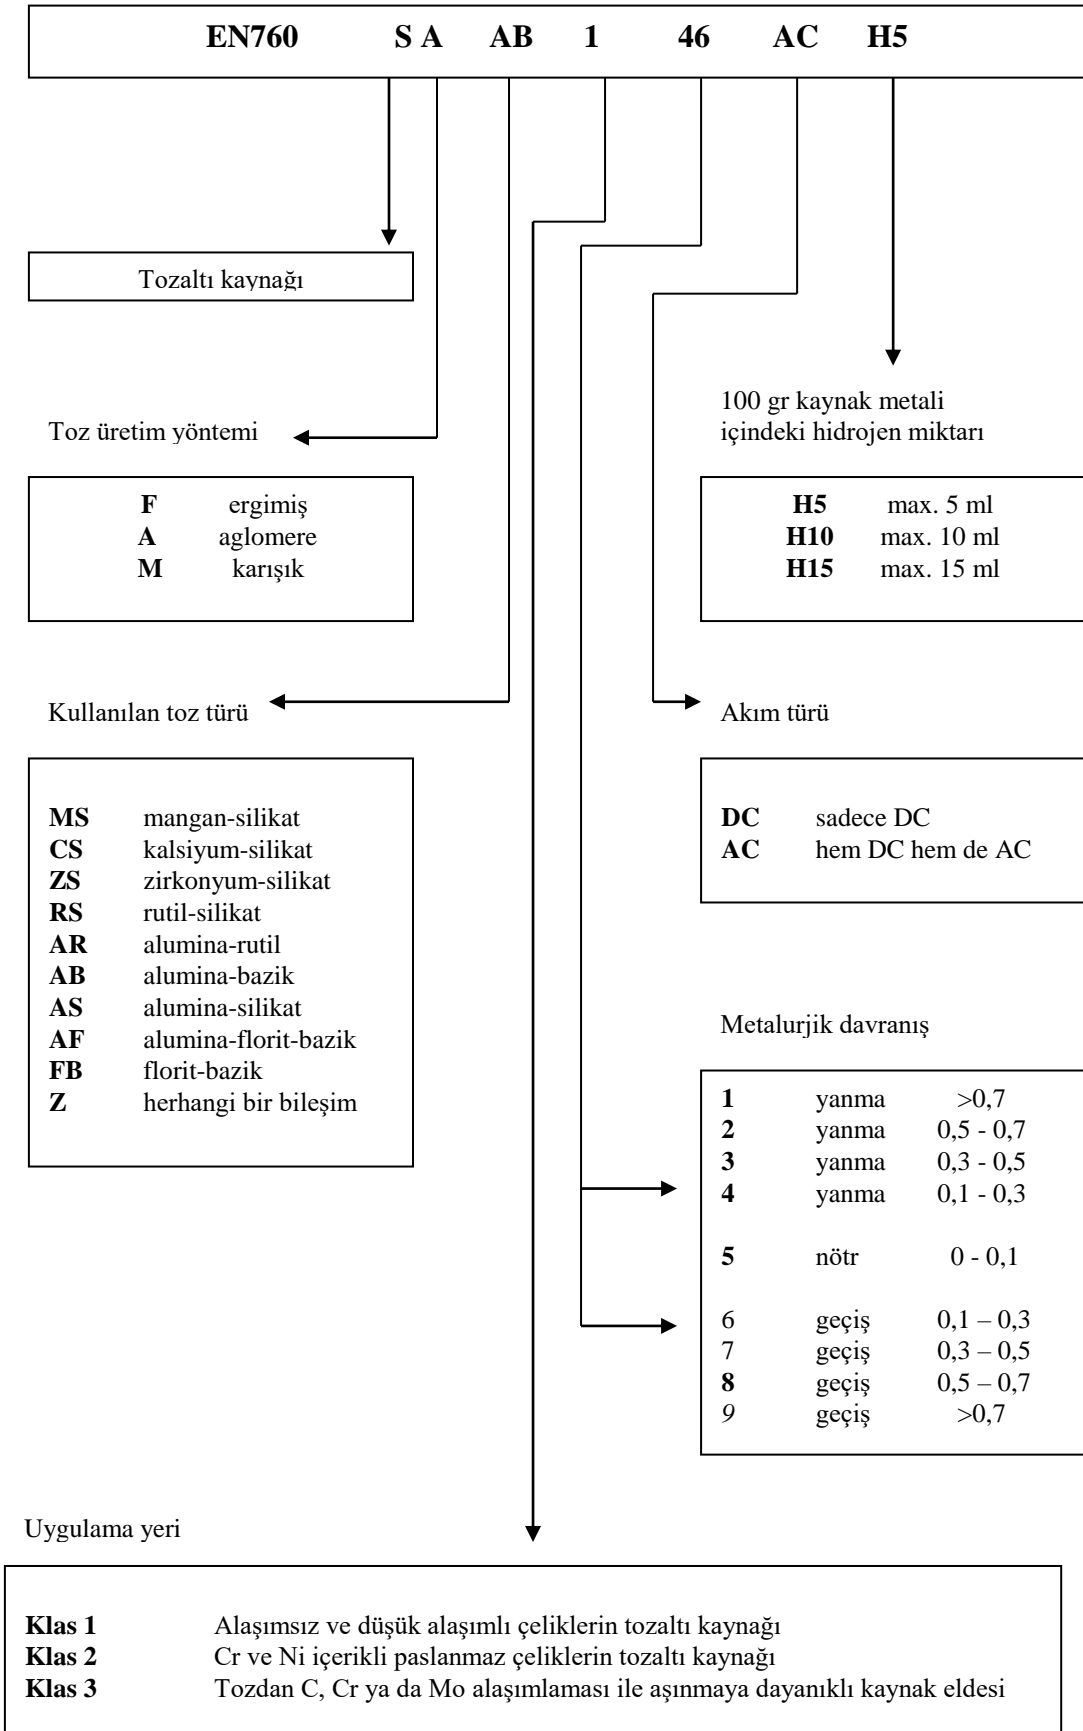 EN760 S A AB 1 46 AC H5
Tozaltı kaynağı
Toz üretim yöntemi
F ergimiş
A aglomere
M karışık
100 gr kaynak metali
içindeki hidrojen miktarı
H5 max. 5 ml
H10 max. 10 ml
H15 max. 15 ml
Kullanılan toz türü
MS mangan-silikat
CS kalsiyum-silikat
ZS zirkonyum-silikat
RS rutil-silikat
AR alumina-rutil
AB alumina-bazik
AS alumina-silikat
AF alumina-florit-bazik
FB florit-bazik
Z herhangi bir bileşim
Akım türü
DC sadece DC
AC hem DC hem de AC
Metalurjik davranış
1 yanma >0,7
2 yanma 0,5 - 0,7
3 yanma 0,3 - 0,5
4 yanma 0,1 - 0,3
5 nötr 0 - 0,1
6 geçiş 0,1 – 0,3
7 geçiş 0,3 – 0,5
8 geçiş 0,5 – 0,7
9 geçiş >0,7
Uygulama yeri
Klas 1 Alaşımsız ve düşük alaşımlı çeliklerin tozaltı kaynağı
Klas 2 Cr ve Ni içerikli paslanmaz çeliklerin tozaltı kaynağı
Klas 3 Tozdan C, Cr ya da Mo alaşımlaması ile aşınmaya dayanıklı kaynak eldesi